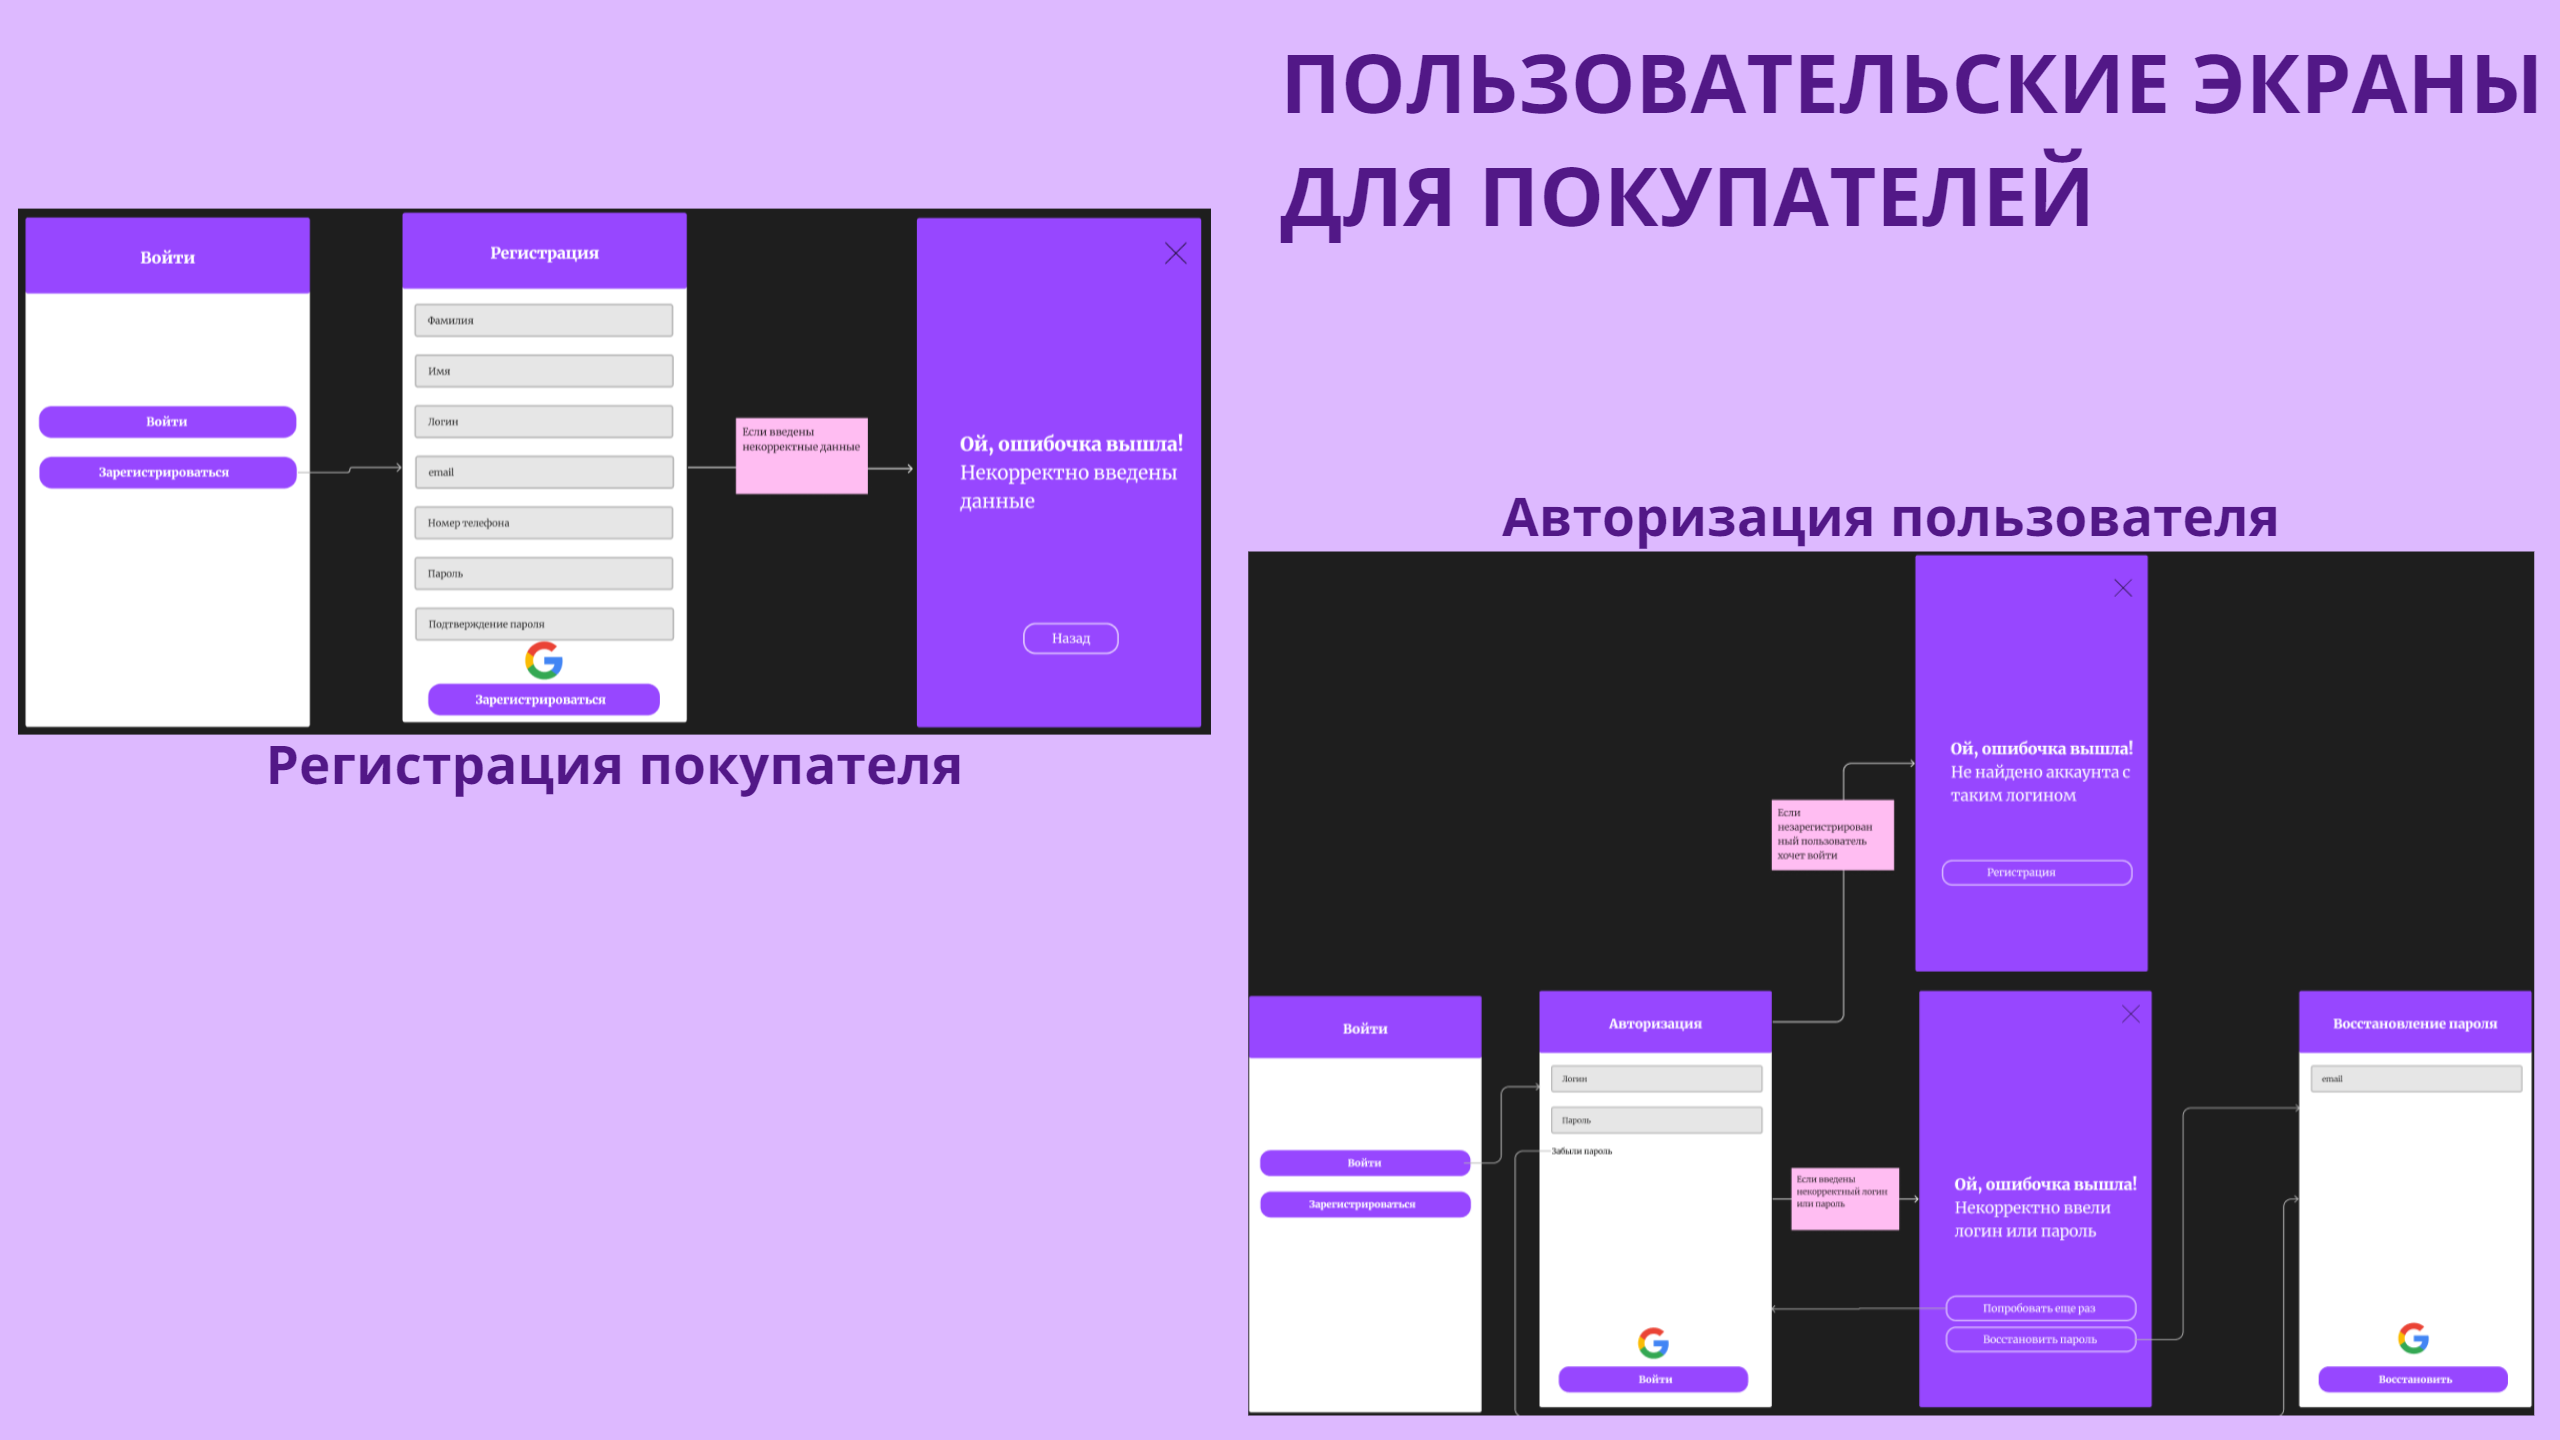 ПОЛЬЗОВАТЕЛЬСКИЕ ЭКРАНЫ
ДЛЯ ПОКУПАТЕЛЕЙ
Войти
Войти
Зарегистрироваться
Регистрация
Фамилия
Имя
Логин
email
Номер телефона
Пароль
Подтверждение пароля
Зарегистрироваться
Если введены
некорректные данные
Ой, ошибочка вышла!
Некорректно введены
данные
Назад
Регистрация покупателя
Авторизация пользователя
Войти
Войти
Зарегистрироваться
Авторизация
Логин
Пароль
Забыли пароль
Войти
Если
незарегистрирован
ный пользователь
хочет войти
Ой, ошибочка вышла!
Не найдено аккаунта с
таким логином
Регистрация
Если введены
некорректный логин
или пароль
Ой, ошибочка вышла!
Некорректно ввели
логин или пароль
Попробовать еще раз
Восстановить пароль
Восстановление пароля
email
Восстановить